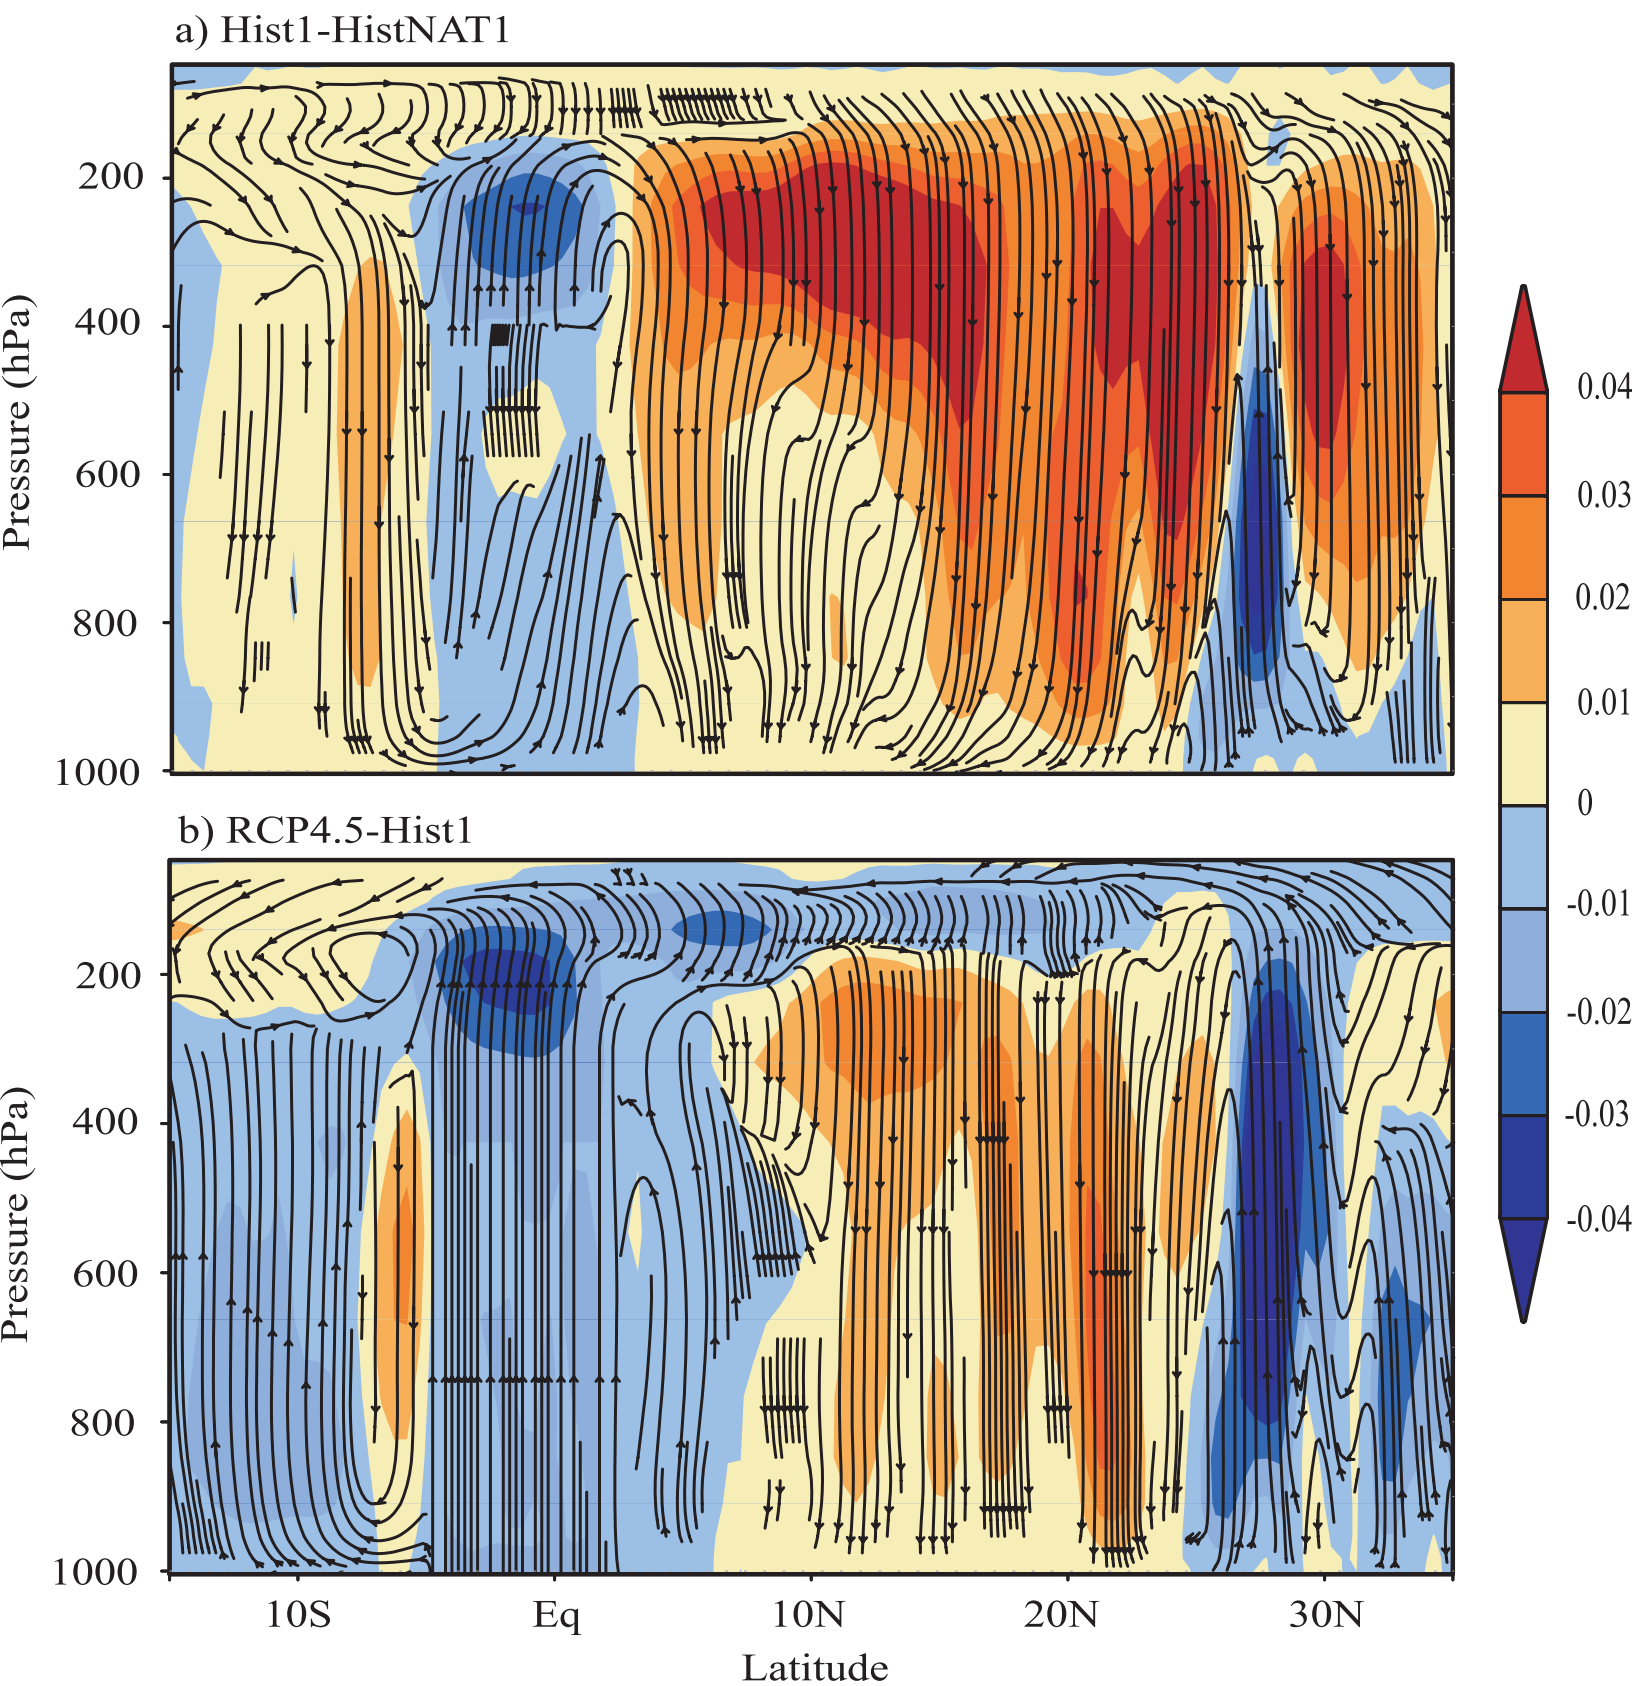 a) Hist1-HistNAT1
200
400
600
800
1000
Pressure (hPa)
0.04
0.03
0.02
0.01
0
-0.01
-0.02
-0.03
-0.04
b) RCP4.5-Hist1
200
400
600
800
1000
Pressure (hPa)
10S
Eq
10N
20N
30N
Latitude